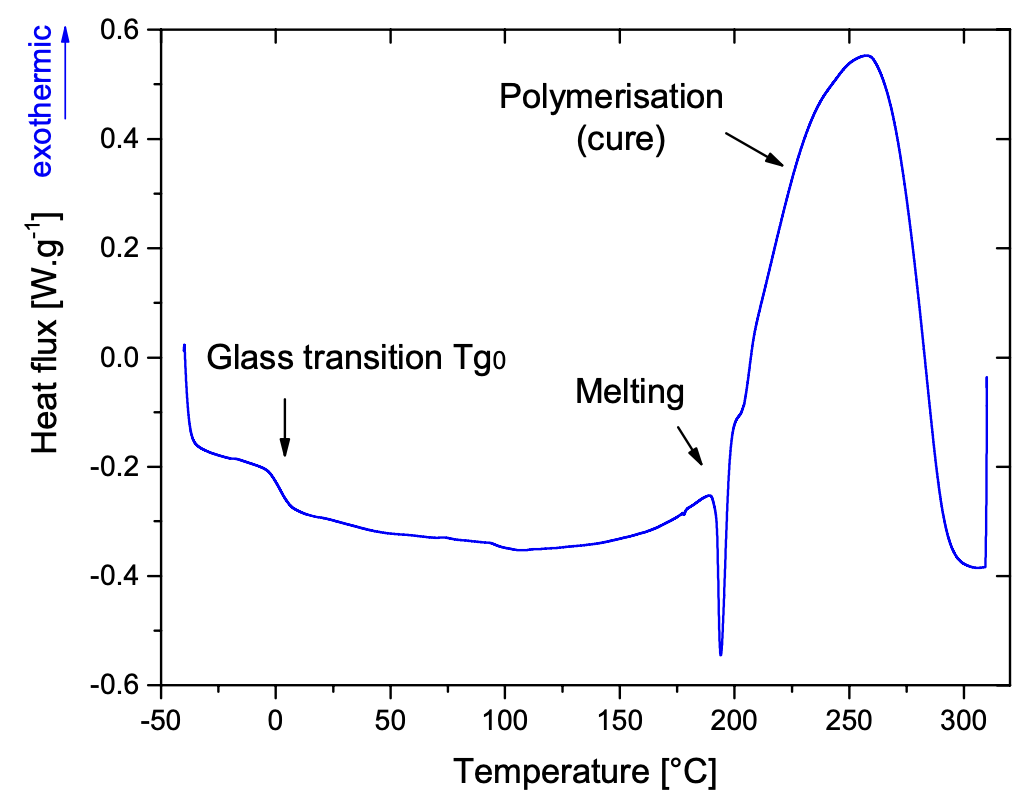 exothermic
Heat flux [W.g⁻¹]
0.6
0.4
0.2
0.0
-0.2
-0.4
-0.6
Polymerisation
(cure)
Glass transition Tg0
Melting
-50 0 50 100 150 200 250 300
Temperature [°C]